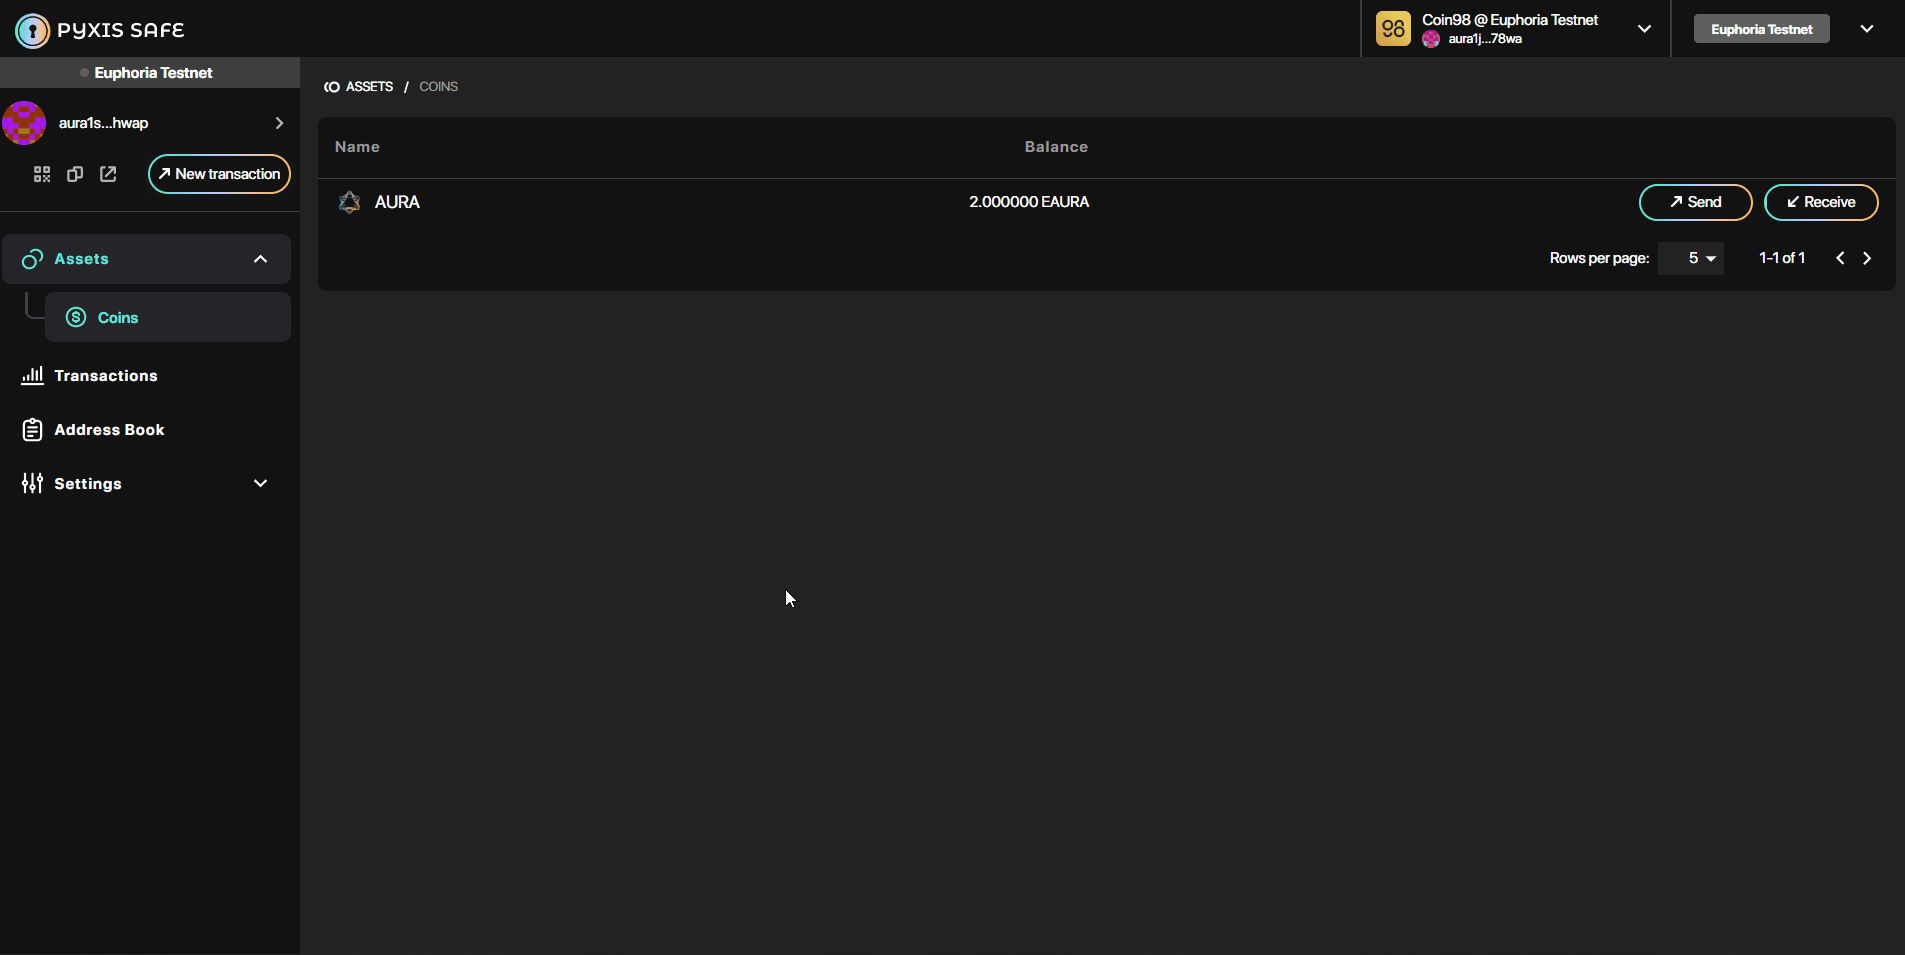 PYXIS SAFE
98
Coin98 @ Euphoria Testnet
aura1j...78wa
Euphoria Testnet
Euphoria Testnet
aura1s...hwap
New transaction
Assets
Coins
Transactions
Address Book
Settings
ASSETS / COINS
Name Balance
AURA 2.000000 EAURA Send Receive
Rows per page: 5 1-1 of 1